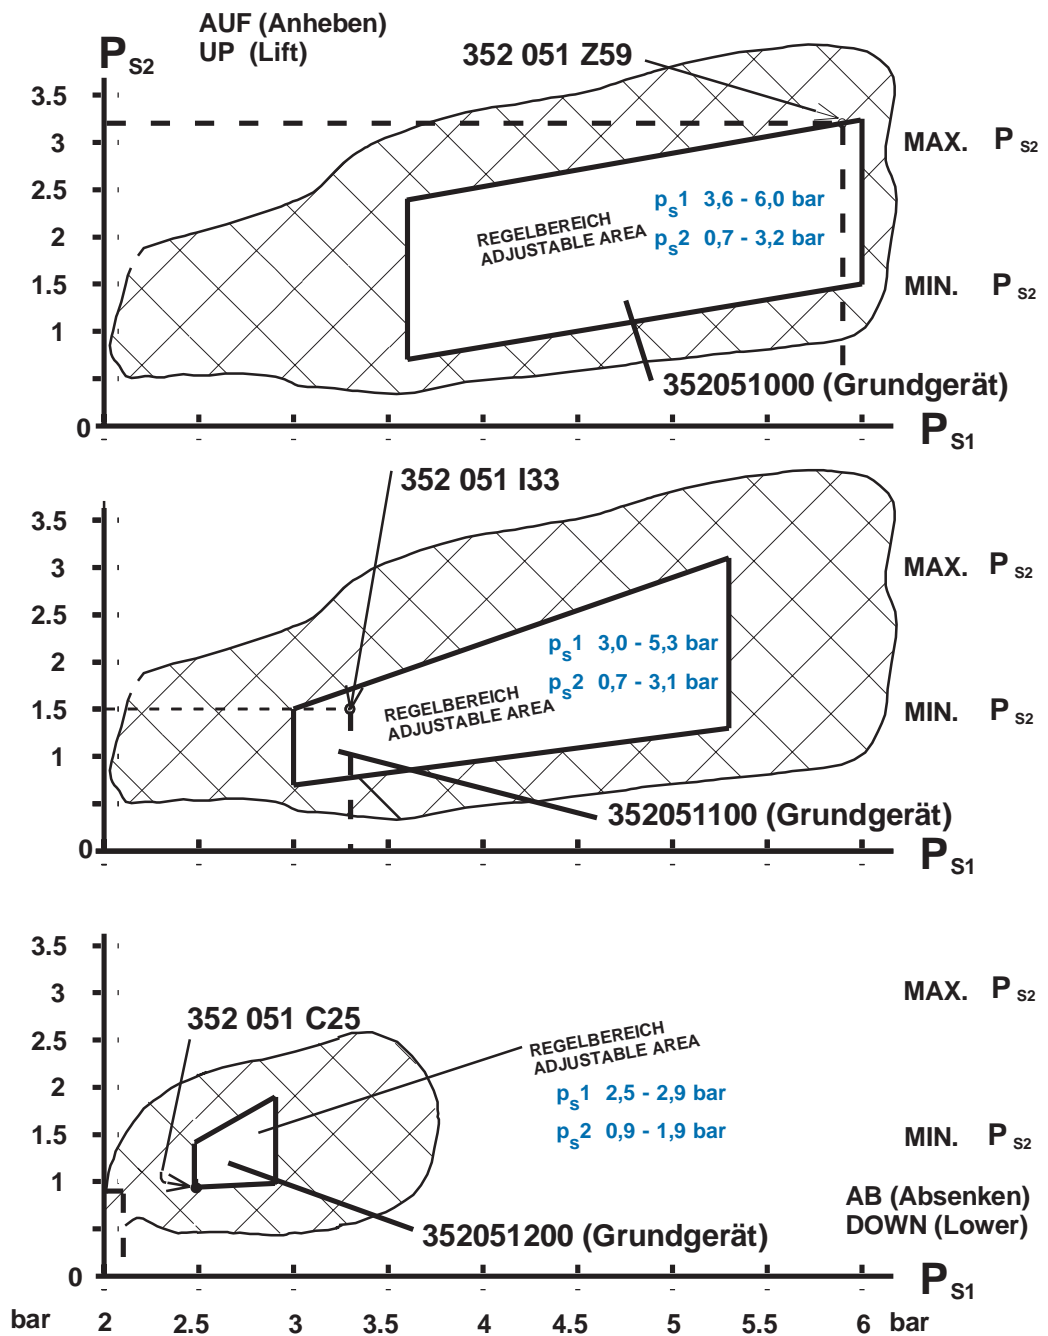 AUF (Anheben)
UP (Lift)
P S2
352 051 Z59
3.5
3
2.5
2
1.5
1
0
MAX. P S2
MIN. P S2
REGELBEREICH
ADJUSTABLE AREA
ps1 3,6 - 6,0 bar
ps2 0,7 - 3,2 bar
352051000 (Grundgerät)
P S1
352 051 I33
3.5
3
2.5
2
1.5
1
0
MAX. P S2
MIN. P S2
REGELBEREICH
ADJUSTABLE AREA
ps1 3,0 - 5,3 bar
ps2 0,7 - 3,1 bar
352051100 (Grundgerät)
P S1
3.5
3
2.5
2
1.5
1
0
MAX. P S2
352 051 C25
REGELBEREICH
ADJUSTABLE AREA
ps1 2,5 - 2,9 bar
ps2 0,9 - 1,9 bar
MIN. P S2
AB (Absenken)
DOWN (Lower)
352051200 (Grundgerät)
P S1
bar 2 2.5 3 3.5 4 4.5 5 5.5 6 bar